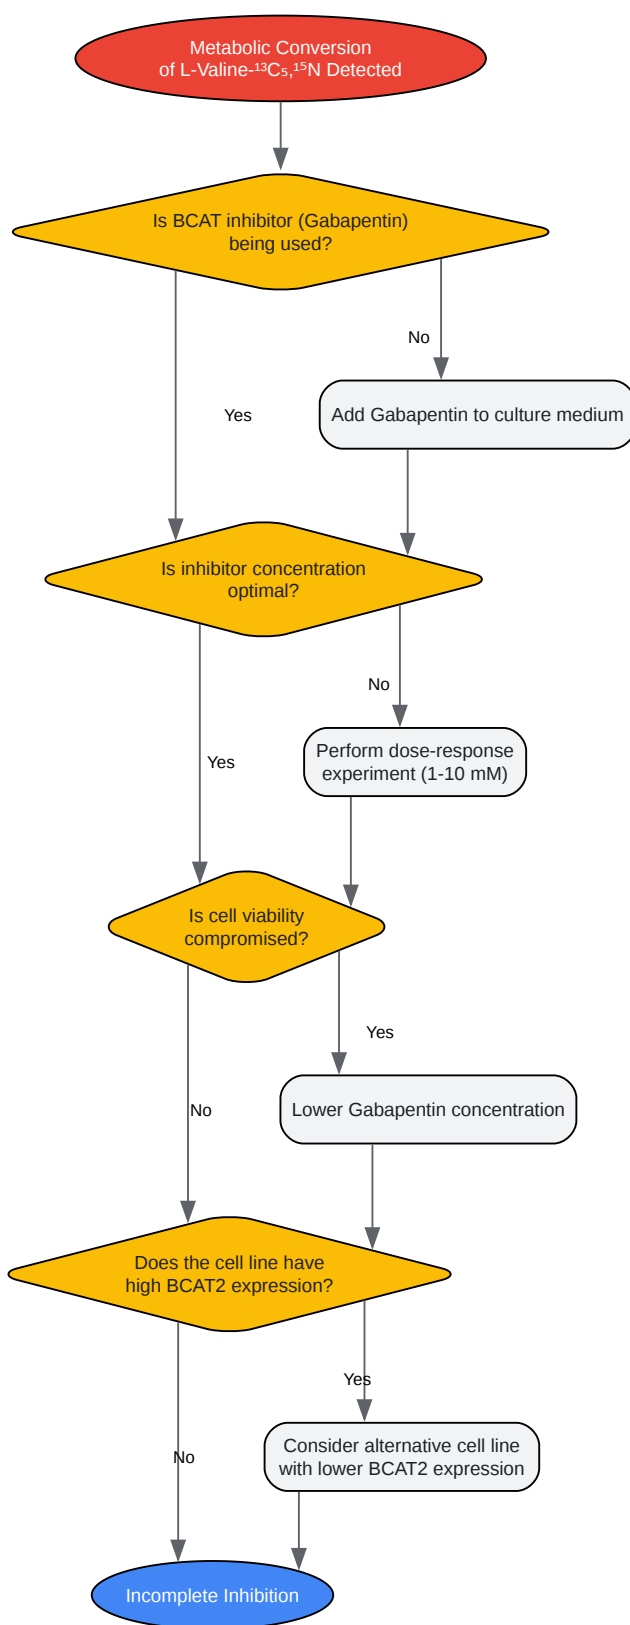 Metabolic Conversion
of L-Valine-¹³C₅,¹⁵N Detected
Is BCAT inhibitor (Gabapentin)
being used?
No
Yes
Add Gabapentin to culture medium
Is inhibitor concentration
optimal?
No
Yes
Perform dose-response
experiment (1-10 mM)
Is cell viability
compromised?
Yes
No
Lower Gabapentin concentration
Does the cell line have
high BCAT2 expression?
Yes
No
Consider alternative cell line
with lower BCAT2 expression
Incomplete Inhibition